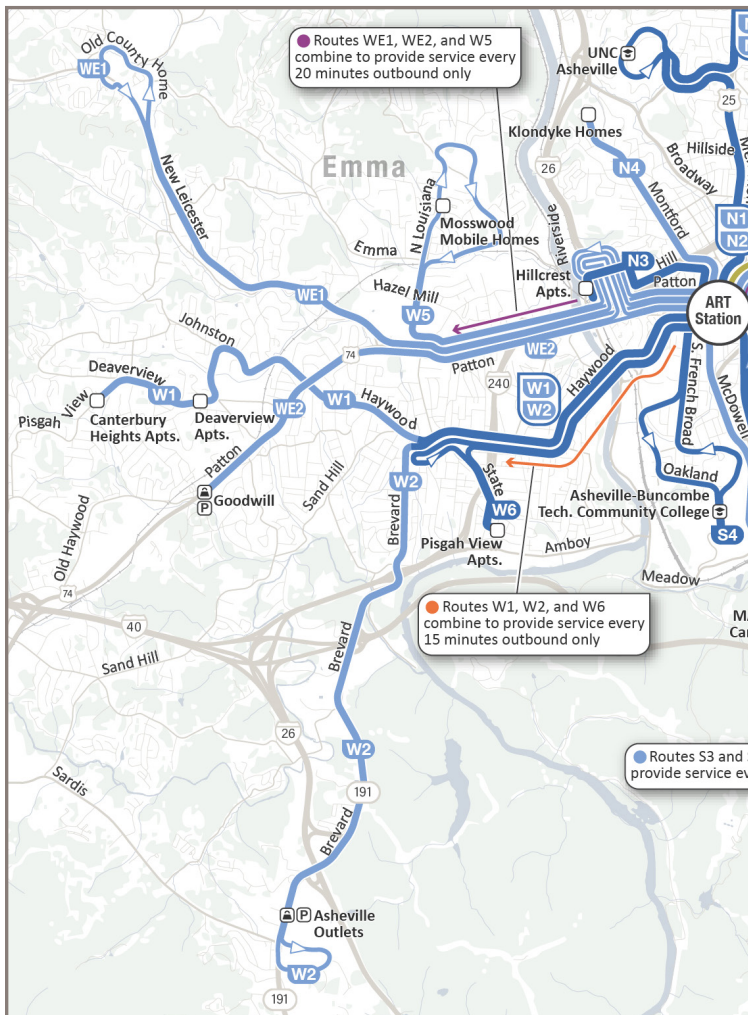 Old County Home
WE1
Routes WE1, WE2, and W5
combine to provide service every
20 minutes outbound only
UNC
Asheville
25
Hillside
Klondyke Homes
26
Broadway
N4
Montford
N1
N2
Emma
New Leicester
N Louisiana
Mosswood
Mobile Homes
Emma
Riverside
N3
Hill
Hillcrest
Apts.
Patton
ART
Station
WE1
Hazel Mill
W5
Johnston
74
Patton
WE2
Haywood
S. French Broad
McDowell
Deaverview
W1
Pisgah View
Canterbury
Heights Apts.
Deaverview
Apts.
WE2
W1
Haywood
240
W1
W2
Patton
Goodwill
P
Sand Hill
W2
Brevard
State
W6
Pisgah View
Apts.
Oakland
Asheville-Buncombe
Tech. Community College
S4
Old Haywood
Amboy
Meadow
74
40
Routes W1, W2, and W6
combine to provide service every
15 minutes outbound only
Sand Hill
Brevard
26
W2
Routes S3 and
provide service
Sardis
191
Brevard
P
Asheville
Outlets
W2
191